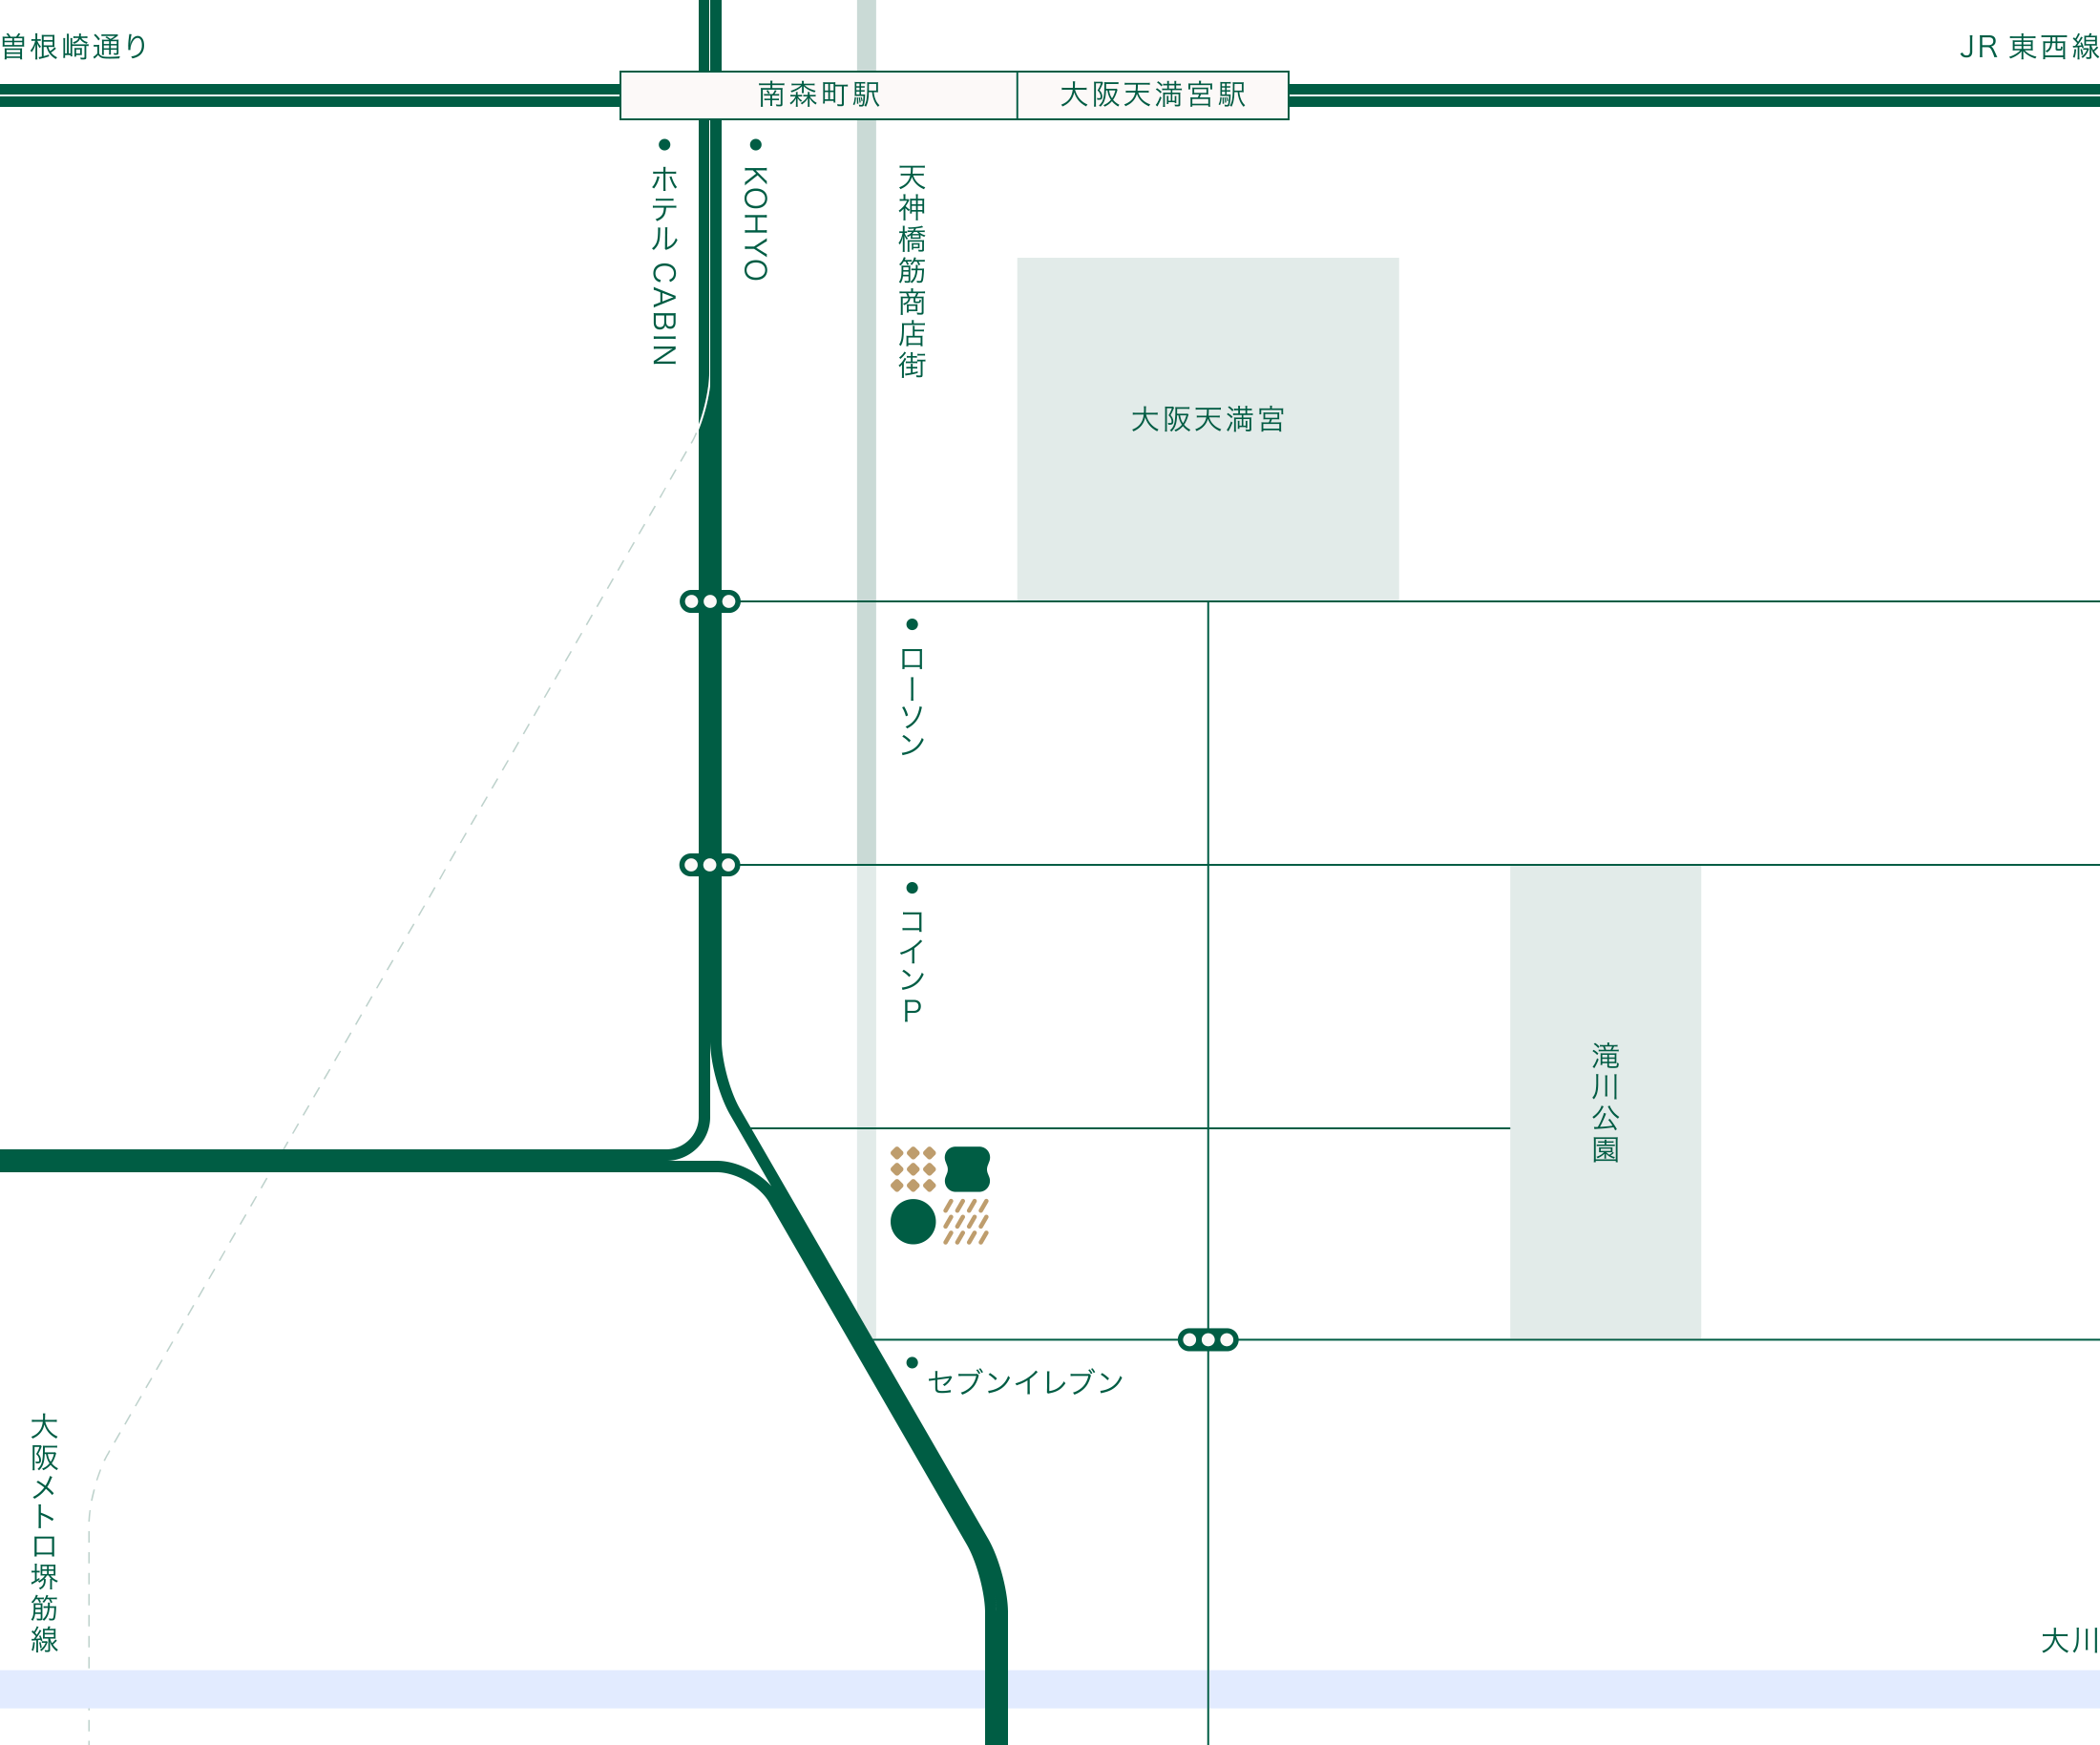 曽根崎通り
JR 東西線
南森町駅
大阪天満宮駅
ホテル CABIN
KOHYO
天神橋筋商店街
大阪天満宮
ローソン
コインP
滝川公園
セブンイレブン
大阪メトロ堺筋線
大川